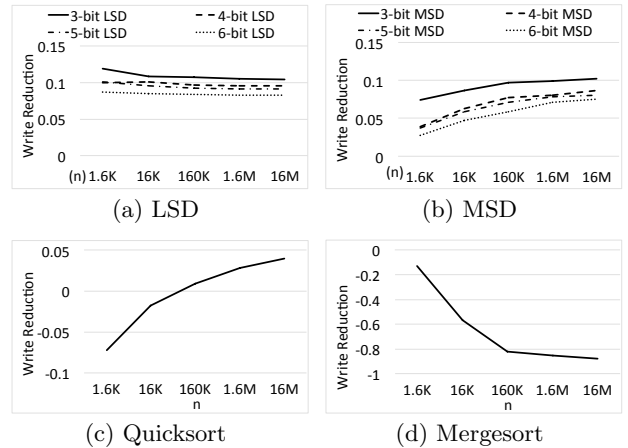 3-bit LSD 4-bit LSD
5-bit LSD 6-bit LSD
0.15
0.1
0.05
0
Write Reduction
(n) 1.6K 16K 160K 1.6M 16M
(a) LSD
3-bit MSD 4-bit MSD
5-bit MSD 6-bit MSD
0.15
0.1
0.05
0
Write Reduction
(n) 1.6K 16K 160K 1.6M 16M
(b) MSD
0.05
0
-0.05
-0.1
Write Reduction
1.6K 16K 160K 1.6M 16M
n
(c) Quicksort
0
-0.2
-0.4
-0.6
-0.8
-1
Write Reduction
1.6K 16K 160K 1.6M 16M
n
(d) Mergesort